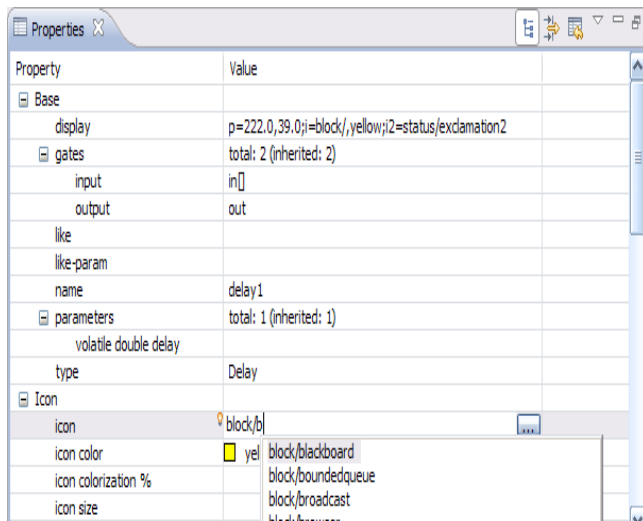 Properties
Property Value
Base
display p=222.0,39.0;i=block/,yellow;i2=status/exclamation2
gates total: 2 (inherited: 2)
input in[]
output out
like
like-param
name delay1
parameters total: 1 (inherited: 1)
volatile double delay
type Delay
Icon
icon block/b ...
icon color yel
block/blackboard
icon colorization %
block/boundedqueue
icon size
block/broadcast